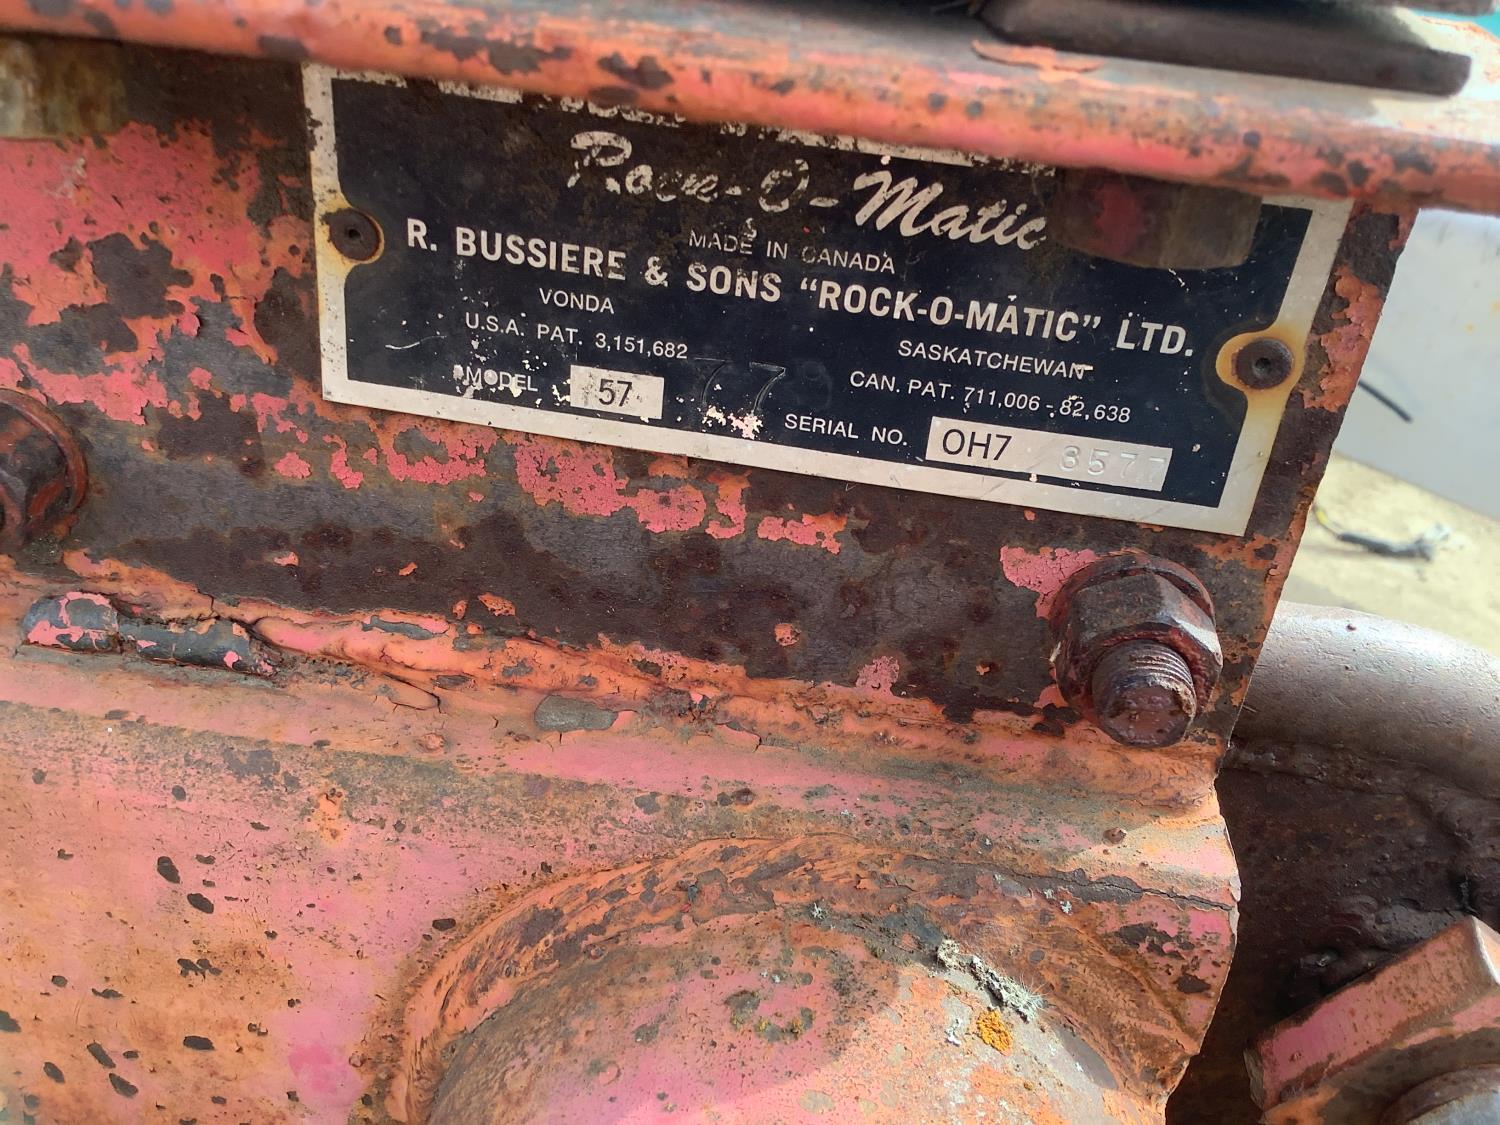 Rock-O-Matic
MADE IN CANADA
R. BUSSIERE & SONS "ROCK-O-MATIC" LTD.
VONDA SASKATCHEWAN
U.S.A. PAT. 3,151,682 CAN. PAT. 711,006 - 82,638
MODEL 57 SERIAL NO. OH7 3577